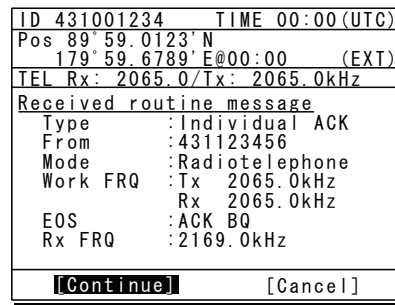 ID 431001234 TIME 00:00(UTC)
Pos 89°59.0123'N
179°59.6789'E@00:00 (EXT)
TEL Rx: 2065.0/Tx: 2065.0kHz
Received routine message
Type :Individual ACK
From :431123456
Mode :Radiotelephone
Work FRQ :Tx 2065.0kHz
Rx 2065.0kHz
EOS :ACK BQ
Rx FRQ :2169.0kHz
[Continue] [Cancel]